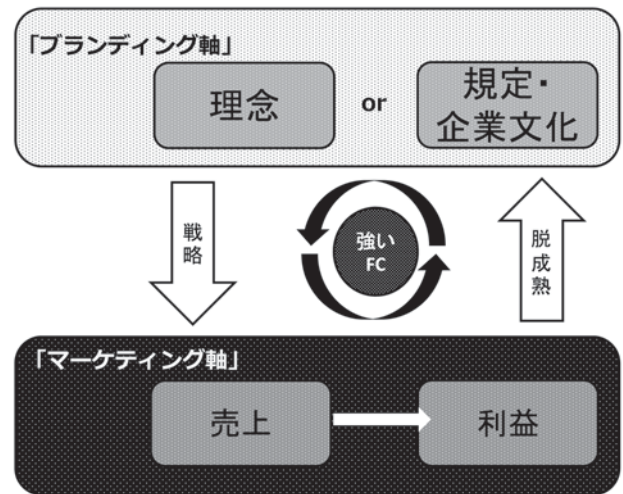 「ブランディング軸」
理念
or
規定・
企業文化
戦略
強い
FC
脱成熟
「マーケティング軸」
売上
利益